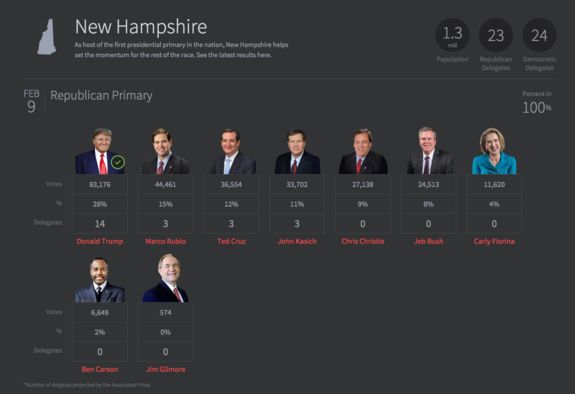 New Hampshire
As host of the first presidential primary in the nation, New Hampshire helps
set the momentum for the rest of the race. See the latest results here.
1.3
mill
Population
23
Republican
Delegates
24
Democratic
Delegates
FEB
9
Republican Primary
Percent in
100%
Votes 83,176 44,461 36,554 33,702 27,138 24,513 11,620
% 28% 15% 12% 11% 9% 8% 4%
Delegates 14 3 3 3 0 0 0
Donald Trump Marco Rubio Ted Cruz John Kasich Chris Christie Jeb Bush Carly Fiorina
Votes 6,649 574
% 2% 0%
Delegates 0 0
Ben Carson Jim Gilmore
*Number of delgates projected by the Associated Press